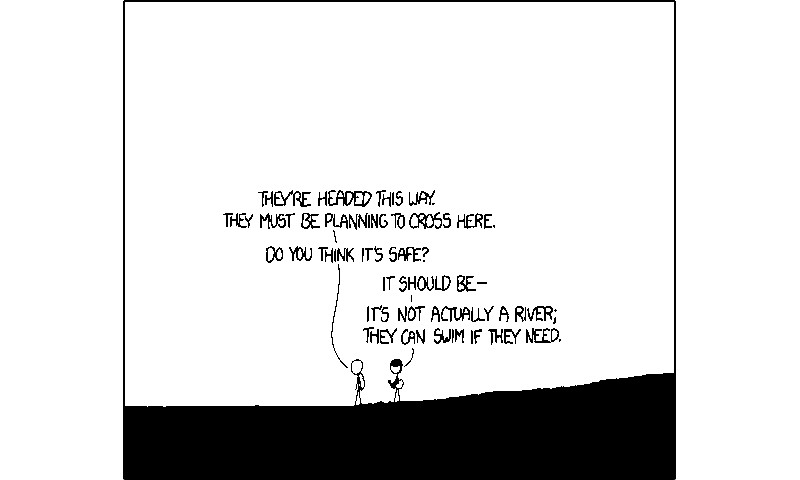 THEY'RE HEADED THIS WAY.
THEY MUST BE PLANNING TO CROSS HERE.
DO YOU THINK IT'S SAFE?
IT SHOULD BE—
IT'S NOT ACTUALLY A RIVER;
THEY CAN SWIM IF THEY NEED.